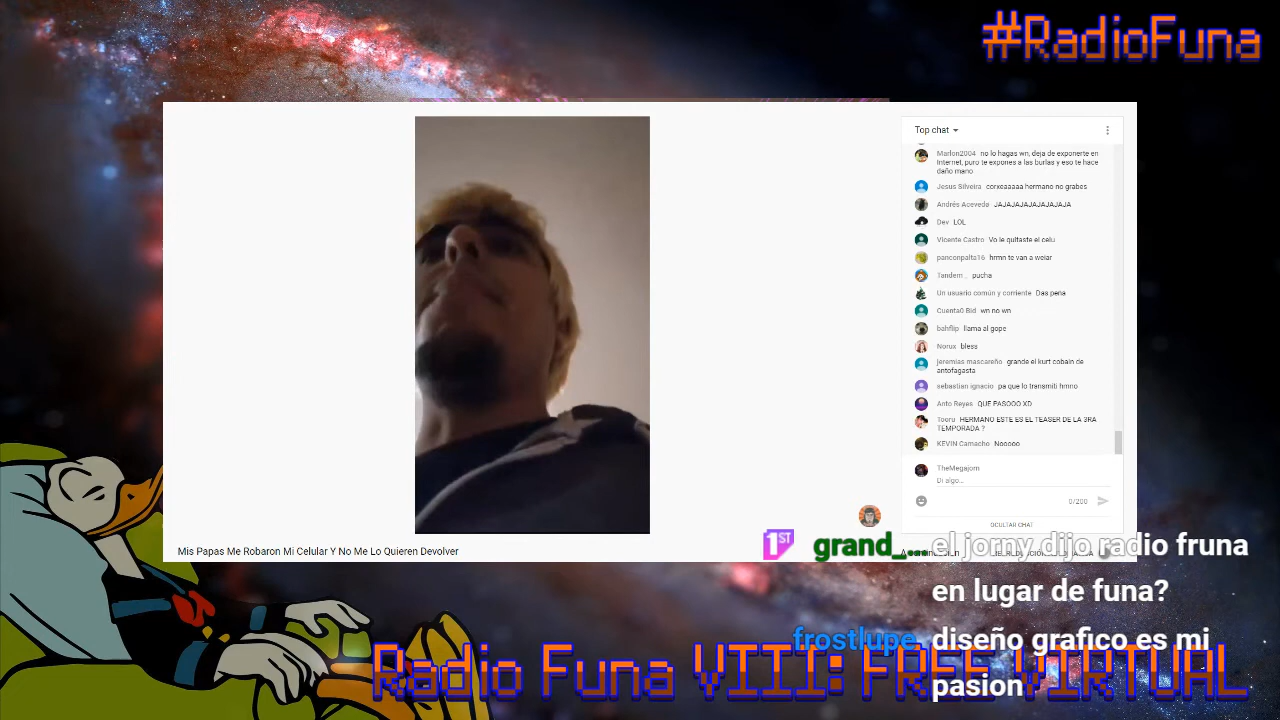 #RadioFuna
Top chat
Marlon2004 no lo hagas wn, deja de exponerte en
Internet, puro te expones a las burlas y eso te hace
daño mano
Jesus Silveira corxeaaaaa hermano no grabes
Andrés Acevedo JAJAJAJAJAJAJAJAJA
Dev LOL
Vicente Castro Vo le quitaste el celu
panconpalta16 hrmn te van a weiar
Tandem _ pucha
Un usuario común y corriente Das pena
Cuenta0 Bid wn no wn
bahflip llama al gope
Norux bless
jeremias mascareño grande el kurt cobain de
antofagasta
sebastian ignacio pa que lo transmiti hmno
Anto Reyes QUE PASOOO XD
Tooru HERMANO ESTE ES EL TEASER DE LA 3RA
TEMPORADA ?
KEVIN Camacho Nooooo
TheMegajorn
Di algo...
0/200
OCULTAR CHAT
Mis Papas Me Robaron Mi Celular Y No Me Lo Quieren Devolver
1ST grand_... el jorny dijo radio fruna
en lugar de funa?
frostlupe_ diseño grafico es mi
pasion
Radio Funa VIII: FREE VIRTUAL